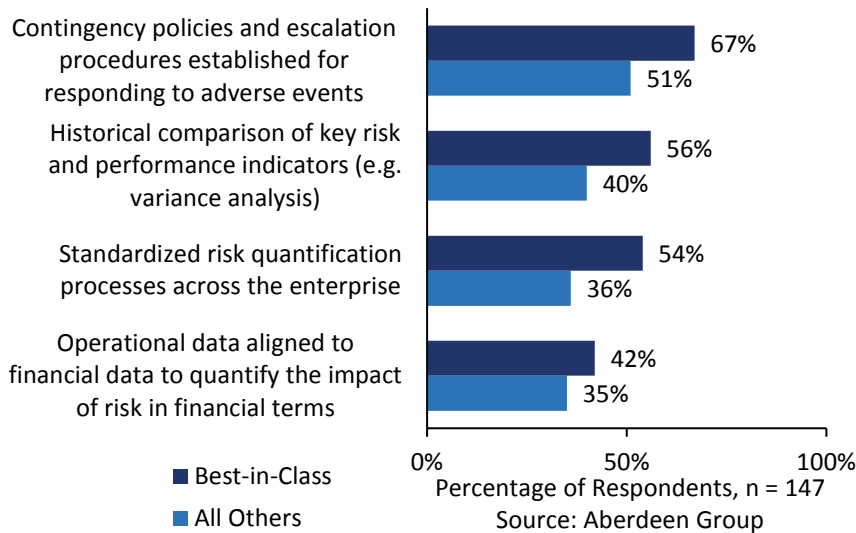 Contingency policies and escalation
procedures established for
responding to adverse events
67%
51%
Historical comparison of key risk
and performance indicators (e.g.
variance analysis)
56%
40%
Standardized risk quantification
processes across the enterprise
54%
36%
Operational data aligned to
financial data to quantify the impact
of risk in financial terms
42%
35%
0%
50%
100%
Best-in-Class
All Others
Percentage of Respondents, n = 147
Source: Aberdeen Group